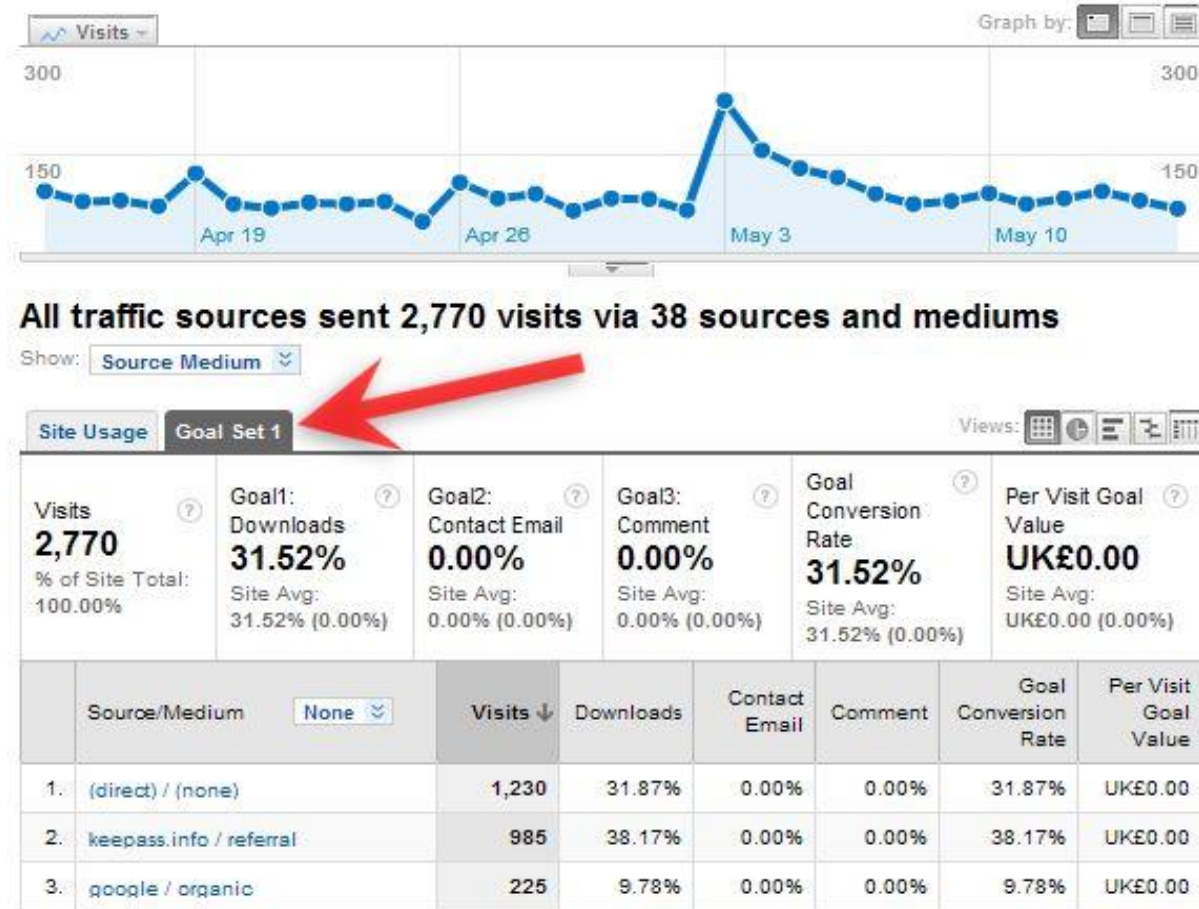 Visits
Graph by:
300 300
150 150
Apr 19 Apr 26 May 3 May 10
All traffic sources sent 2,770 visits via 38 sources and mediums
Show: Source Medium
Site Usage Goal Set 1 Views:
Visits ?
2,770
% of Site Total:
100.00%
Goal1: ?
Downloads
31.52%
Site Avg:
31.52% (0.00%)
Goal2: ?
Contact Email
0.00%
Site Avg:
0.00% (0.00%)
Goal3: ?
Comment
0.00%
Site Avg:
0.00% (0.00%)
Goal ?
Conversion
Rate
31.52%
Site Avg:
31.52% (0.00%)
Per Visit Goal ?
Value
UK£0.00
Site Avg:
UK£0.00 (0.00%)
Source/Medium None Visits ↓ Downloads Contact Email Comment Goal Conversion Rate Per Visit Goal Value
1. (direct) / (none) 1,230 31.87% 0.00% 0.00% 31.87% UK£0.00
2. keepass.info / referral 985 38.17% 0.00% 0.00% 38.17% UK£0.00
3. google / organic 225 9.78% 0.00% 0.00% 9.78% UK£0.00